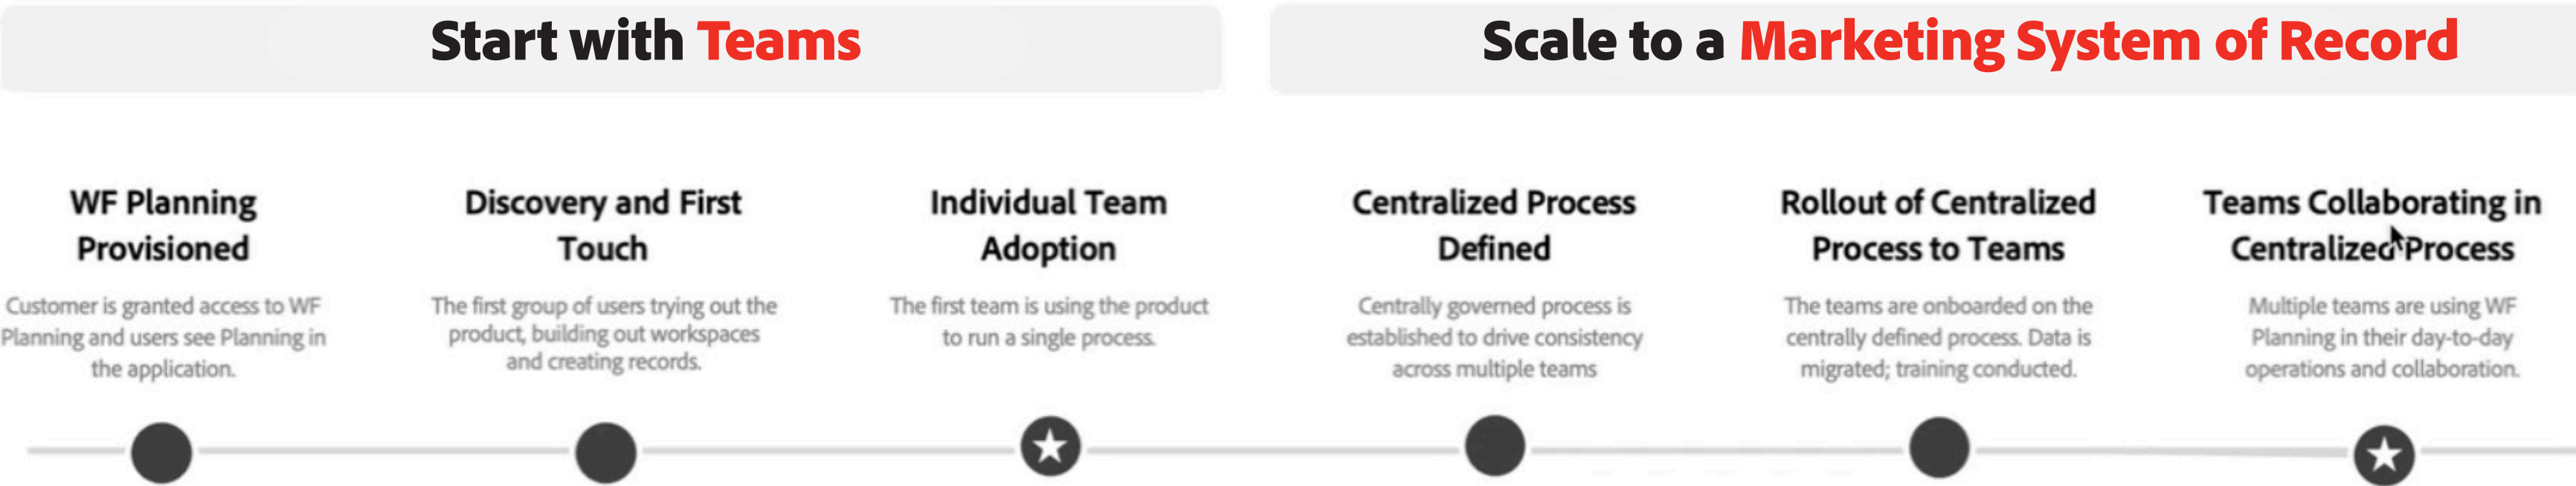 Start with Teams
Scale to a Marketing System of Record
WF Planning
Provisioned
Customer is granted access to WF
Planning and users see Planning in
the application.
Discovery and First
Touch
The first group of users trying out the
product, building out workspaces
and creating records.
Individual Team
Adoption
The first team is using the product
to run a single process.
Centralized Process
Defined
Centrally governed process is
established to drive consistency
across multiple teams
Rollout of Centralized
Process to Teams
The teams are onboarded on the
centrally defined process. Data is
migrated; training conducted.
Teams Collaborating in
Centralized Process
Multiple teams are using WF
Planning in their day-to-day
operations and collaboration.